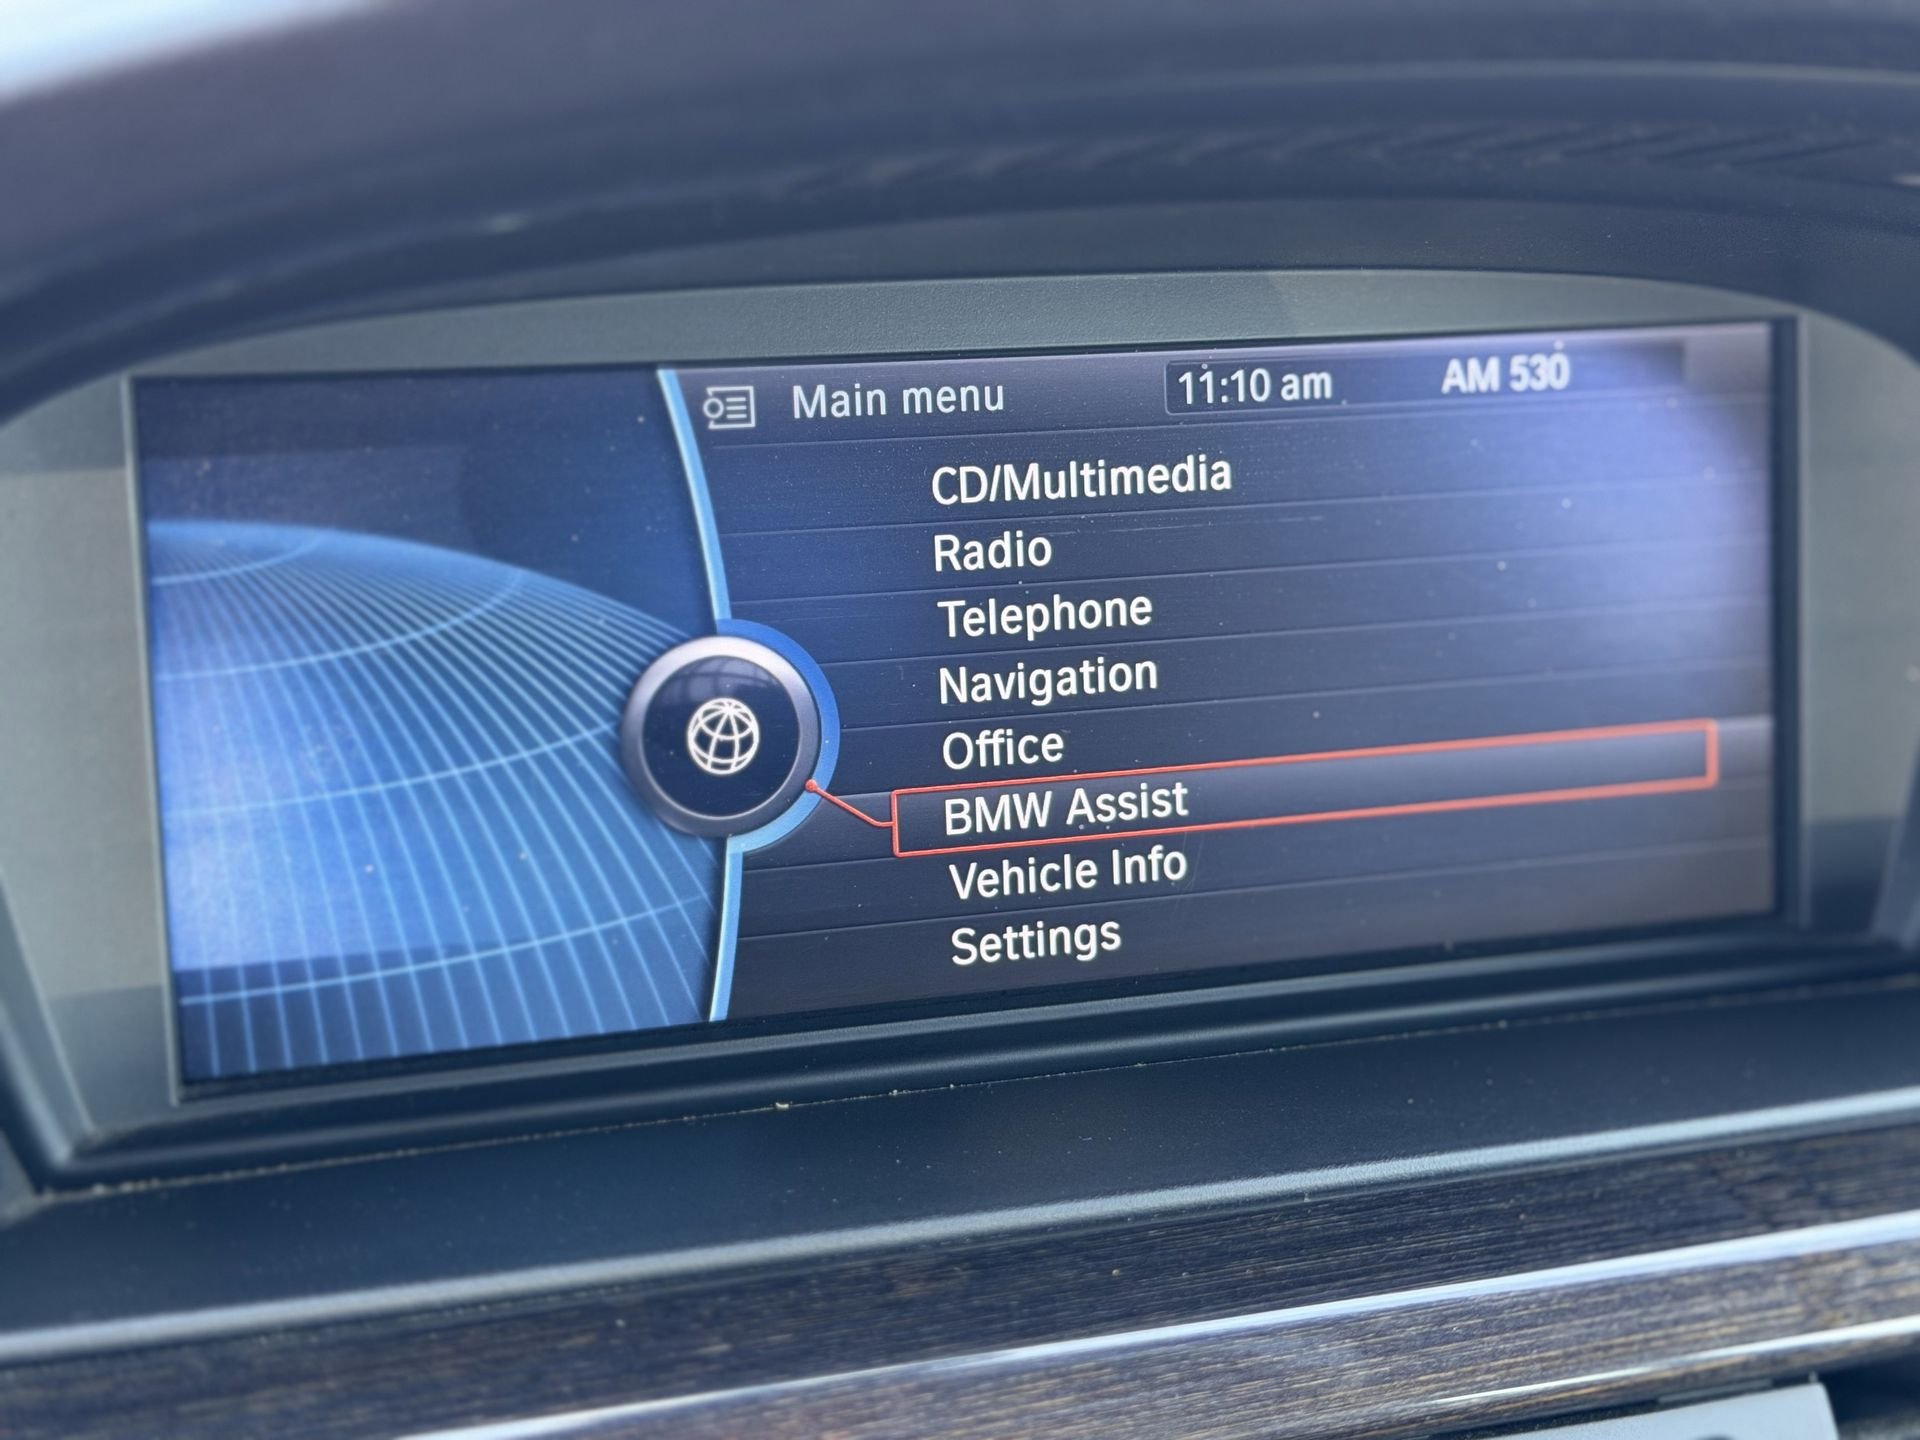 Main menu 11:10 am AM 530
CD/Multimedia
Radio
Telephone
Navigation
Office
BMW Assist
Vehicle Info
Settings